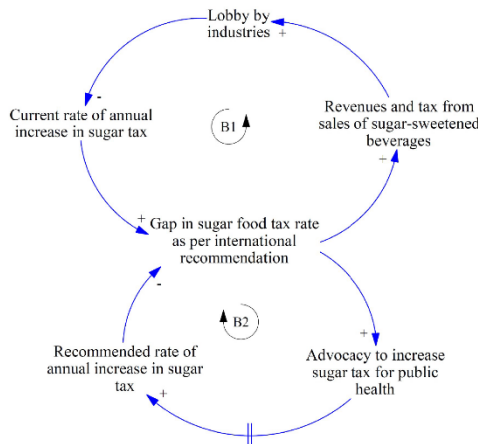 Lobby by
industries
+
-
Current rate of annual
increase in sugar tax
B1
Revenues and tax from
sales of sugar-sweetened
beverages
+
+
Gap in sugar food tax rate
as per international
recommendation
-
B2
+
Recommended rate of
annual increase in sugar
tax
+
Advocacy to increase
sugar tax for public
health